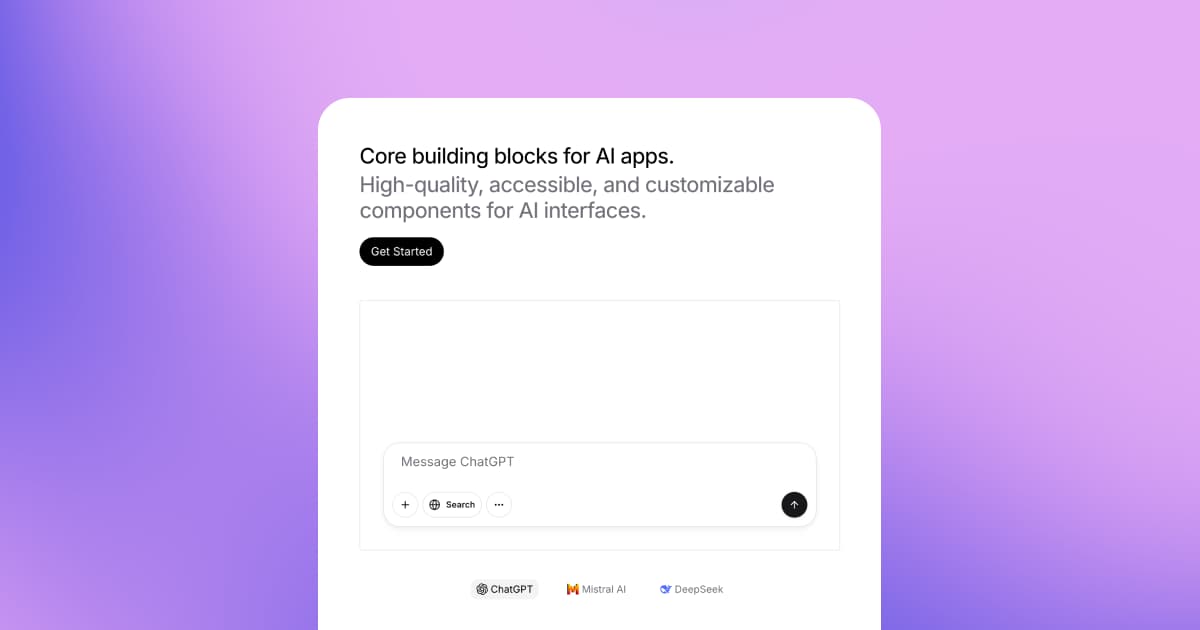 Core building blocks for AI apps.
High-quality, accessible, and customizable
components for AI interfaces.
Get Started
Message ChatGPT
Search
ChatGPT
Mistral AI
DeepSeek